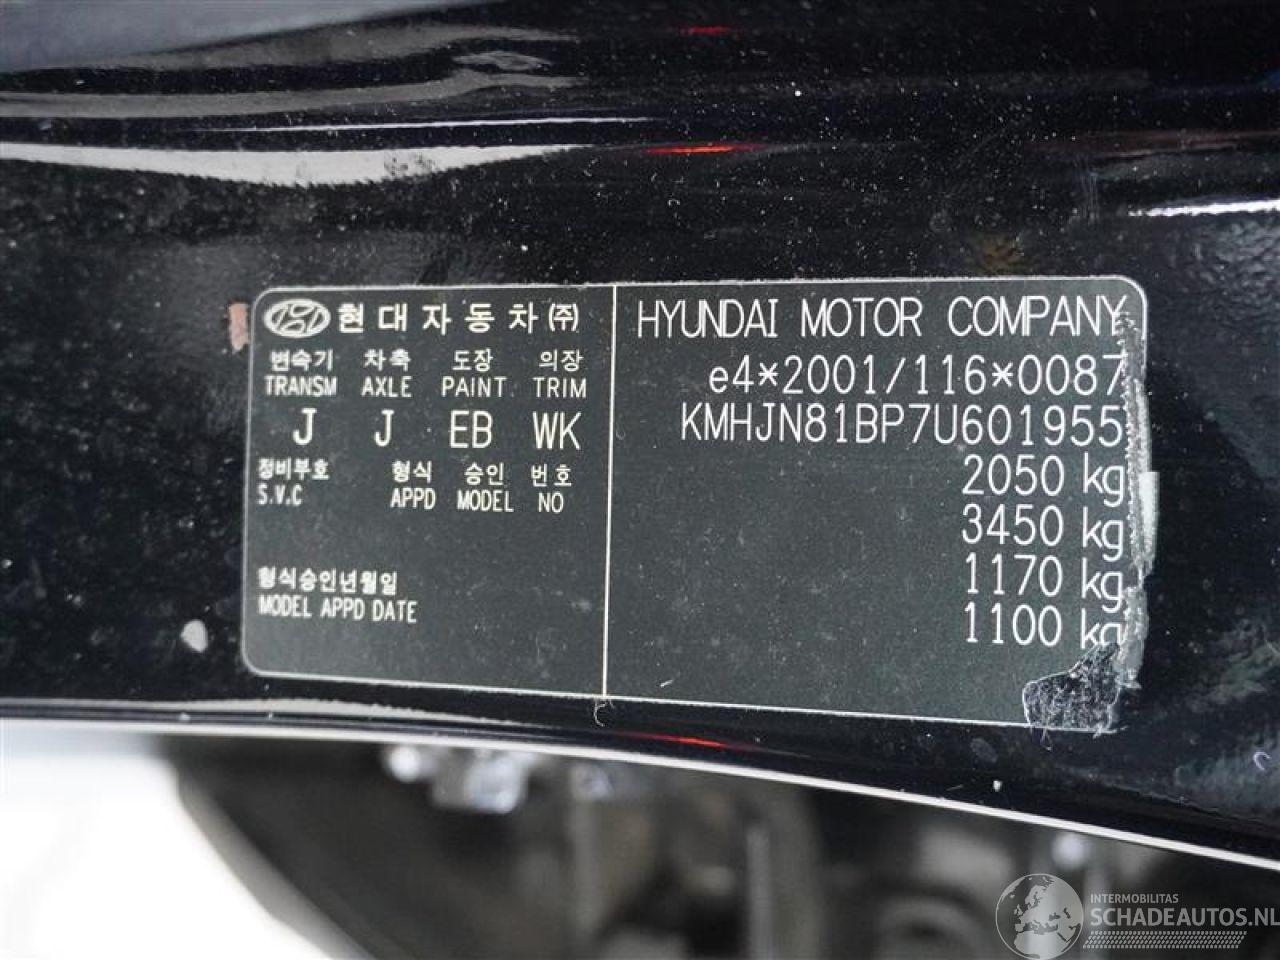 현대자동차(주)
변속기 차축 도장 의장
TRANSM AXLE PAINT TRIM
J J EB WK
정비부호 형식 승인 번호
S.V.C APPD MODEL NO
형식승인년월일
MODEL APPD DATE
HYUNDAI MOTOR COMPANY
e4*2001/116*0087
KMHJN81BP7U601955
2050 kg
3450 kg
1170 kg
1100 kg
INTERMOBILITAS
SCHADEAUTOS.NL